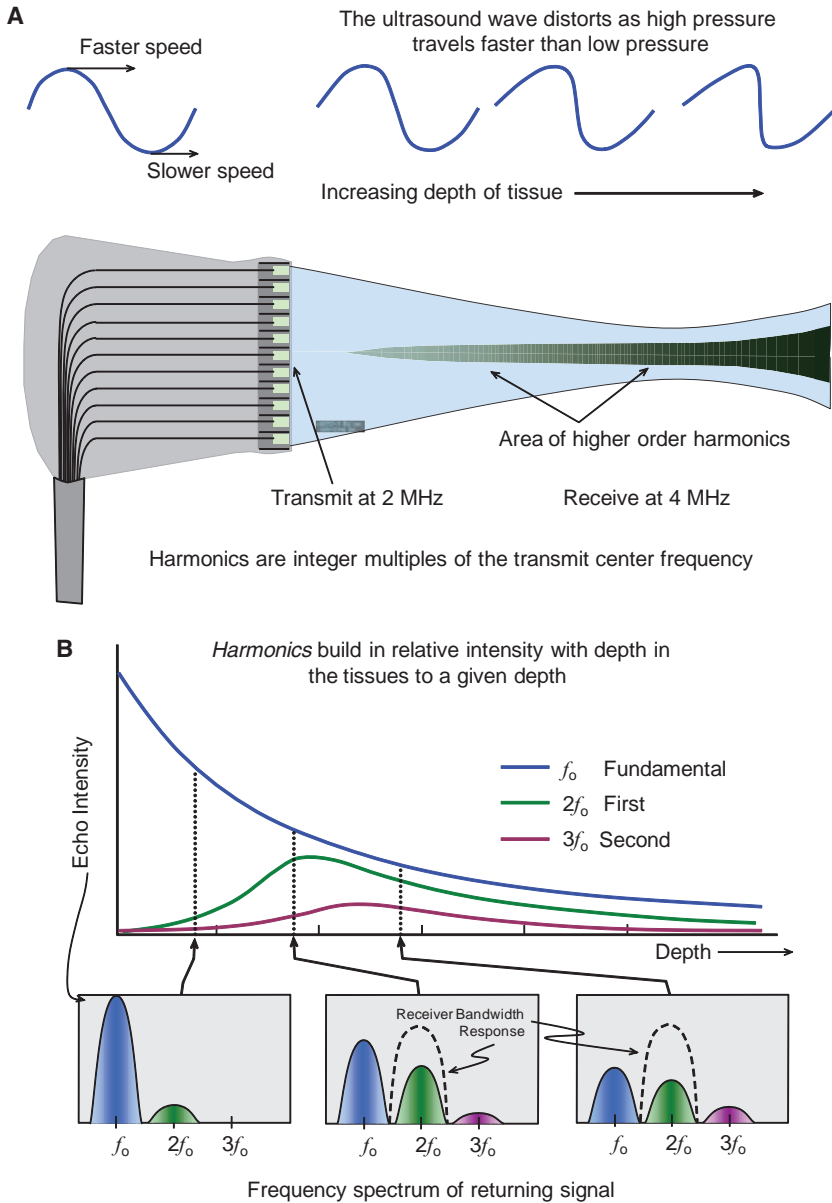 A
The ultrasound wave distorts as high pressure
travels faster than low pressure
Faster speed
Slower speed
Increasing depth of tissue
Area of higher order harmonics
Transmit at 2 MHz
Receive at 4 MHz
Harmonics are integer multiples of the transmit center frequency
B
Harmonics build in relative intensity with depth in
the tissues to a given depth
Echo Intensity
fo Fundamental
2fo First
3fo Second
Depth
Receiver Bandwidth
Response
fo 2fo 3fo
fo 2fo 3fo
fo 2fo 3fo
Frequency spectrum of returning signal